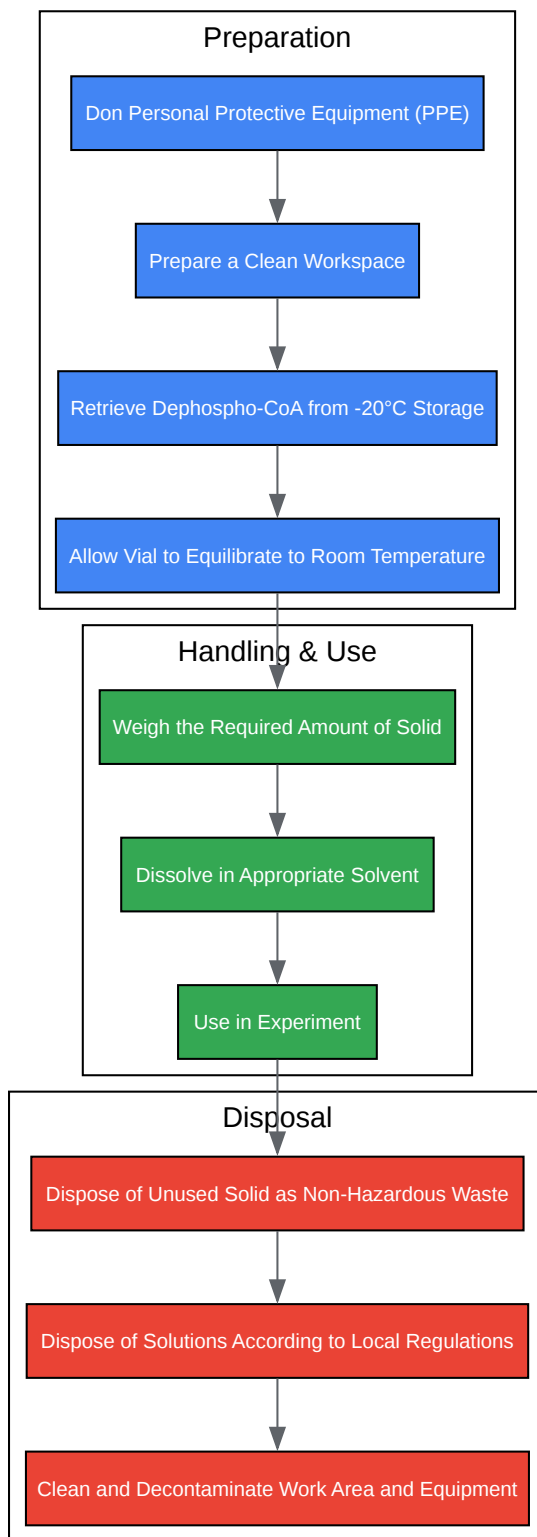 Preparation
Don Personal Protective Equipment (PPE)
Prepare a Clean Workspace
Retrieve Dephospho-CoA from -20°C Storage
Allow Vial to Equilibrate to Room Temperature
Handling & Use
Weigh the Required Amount of Solid
Dissolve in Appropriate Solvent
Use in Experiment
Disposal
Dispose of Unused Solid as Non-Hazardous Waste
Dispose of Solutions According to Local Regulations
Clean and Decontaminate Work Area and Equipment